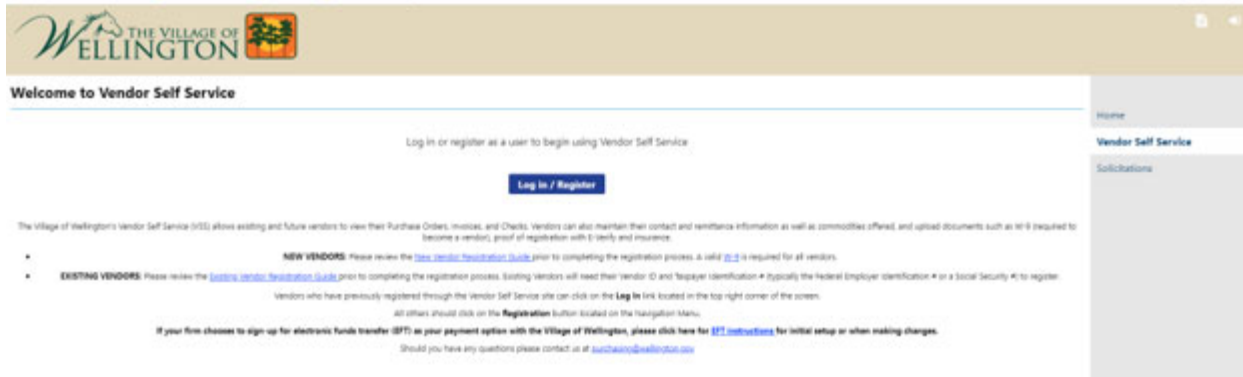 THE VILLAGE OF
WELLINGTON
Welcome to Vendor Self Service
Home
Vendor Self Service
Solicitations
Log in or register as a user to begin using Vendor Self Service
Log in / Register
The Village of Wellington's Vendor Self Service (VSS) allows existing and future vendors to view their Purchase Orders, Invoices, and Checks. Vendors can also maintain their contact and remittance information as well as commodities offered, and upload documents such as W-9 (required to
become a vendor), proof of registration with E-Verify and insurance.
• NEW VENDORS: Please review the New Vendor Registration Guide prior to completing the registration process. A valid W-9 is required for all vendors.
• EXISTING VENDORS: Please review the Existing Vendor Registration Guide prior to completing the registration process. Existing Vendors will need their Vendor ID and Taxpayer Identification # (typically the Federal Employer Identification # or a Social Security #) to register.
Vendors who have previously registered through the Vendor Self Service site can click on the Log In link located in the top right corner of the screen.
All others should click on the Registration button located on the Navigation Menu.
If your firm chooses to sign-up for electronic funds transfer (EFT) as your payment option with the Village of Wellington, please click here for EFT instructions for initial setup or when making changes.
Should you have any questions please contact us at purchasing@wellington.gov